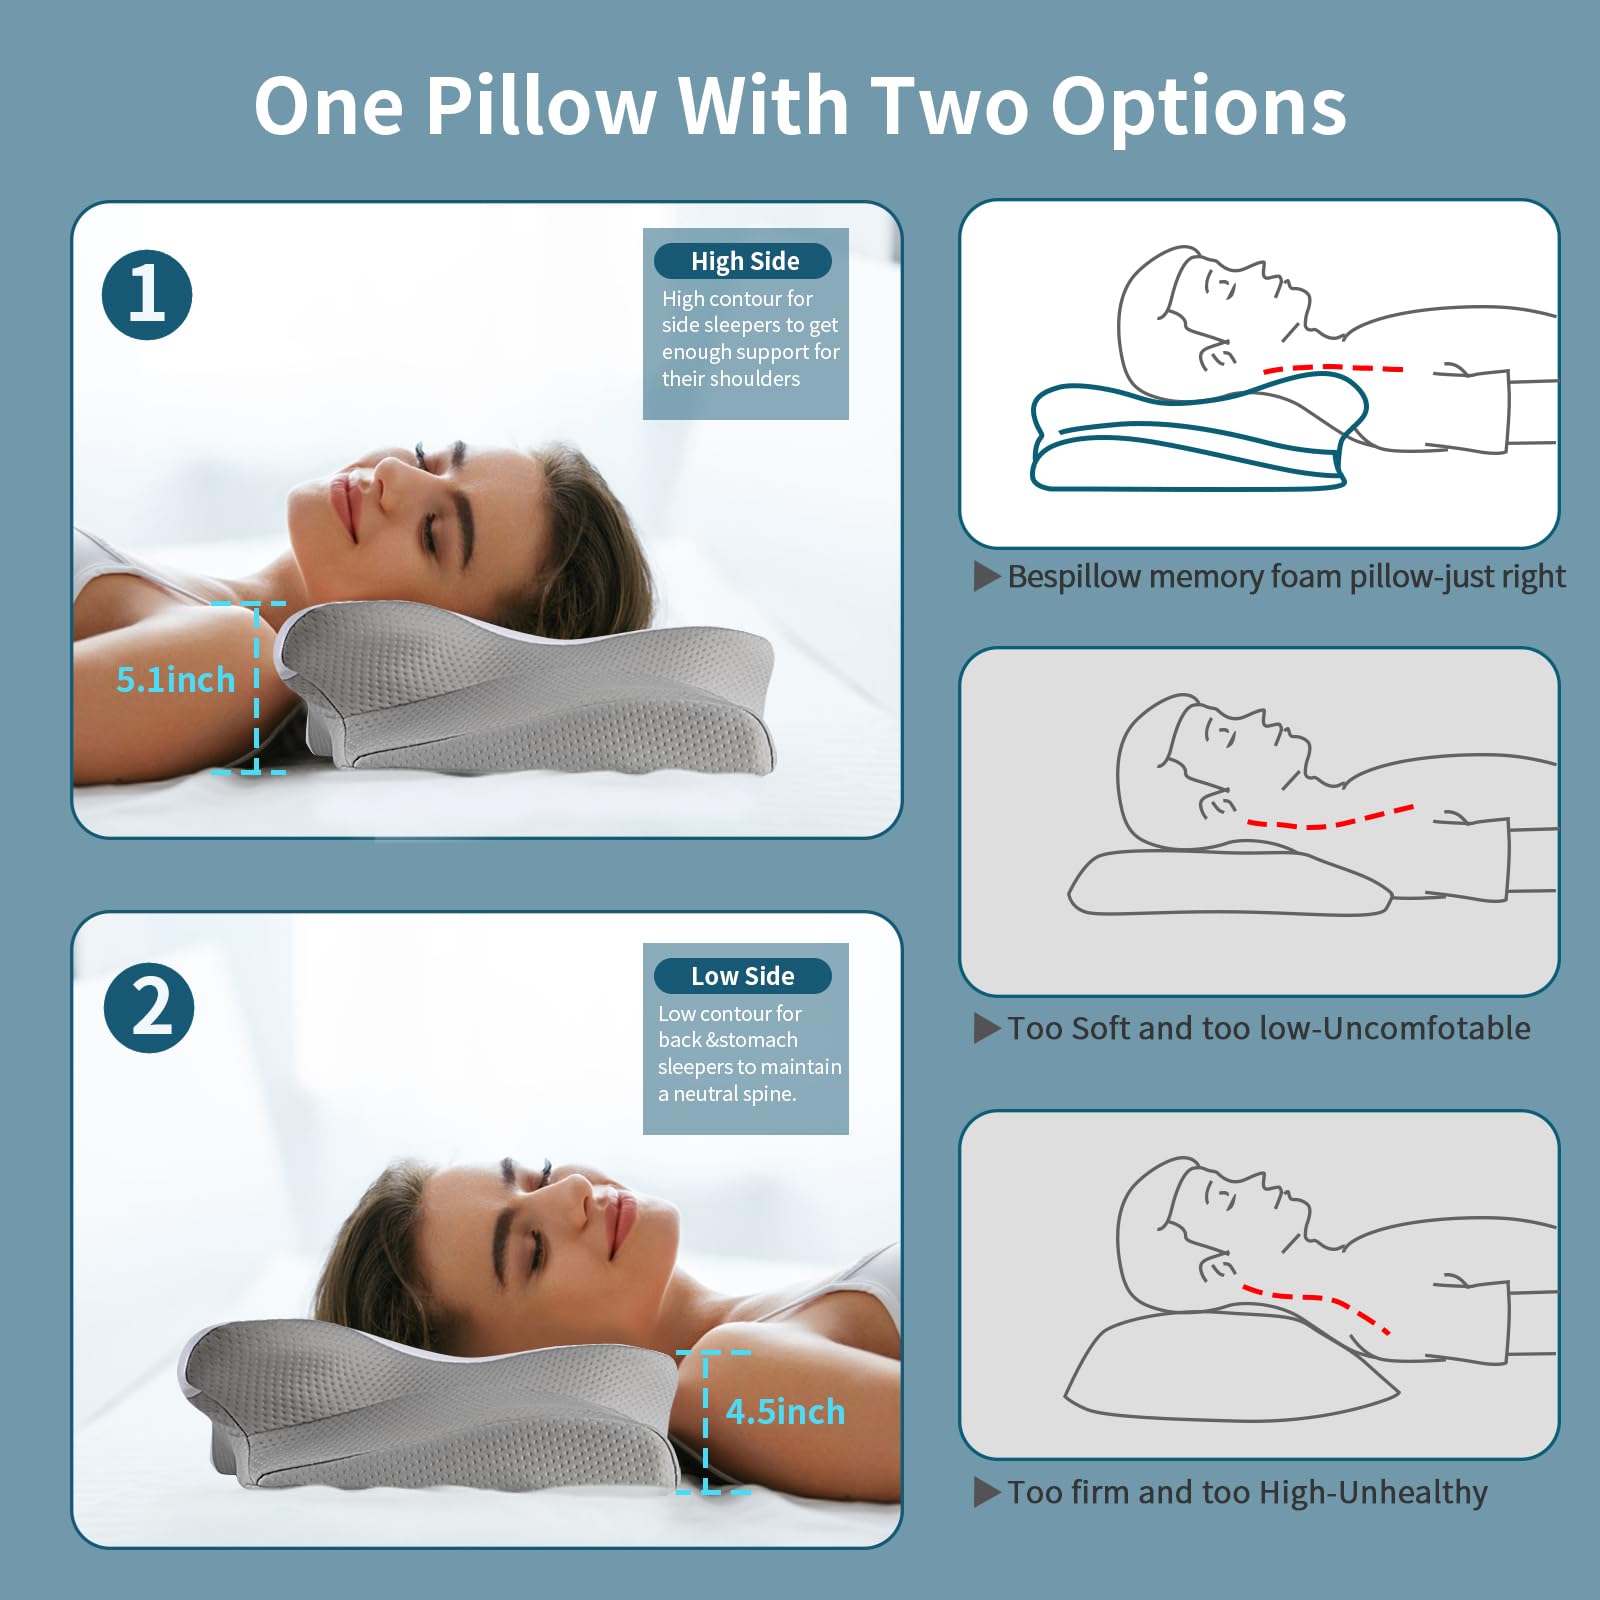 One Pillow With Two Options
1
High Side
High contour for
side sleepers to get
enough support for
their shoulders
5.1inch
2
Low Side
Low contour for
back &stomach
sleepers to maintain
a neutral spine.
4.5inch
Bespillow memory foam pillow-just right
Too Soft and too low-Uncomfotable
Too firm and too High-Unhealthy